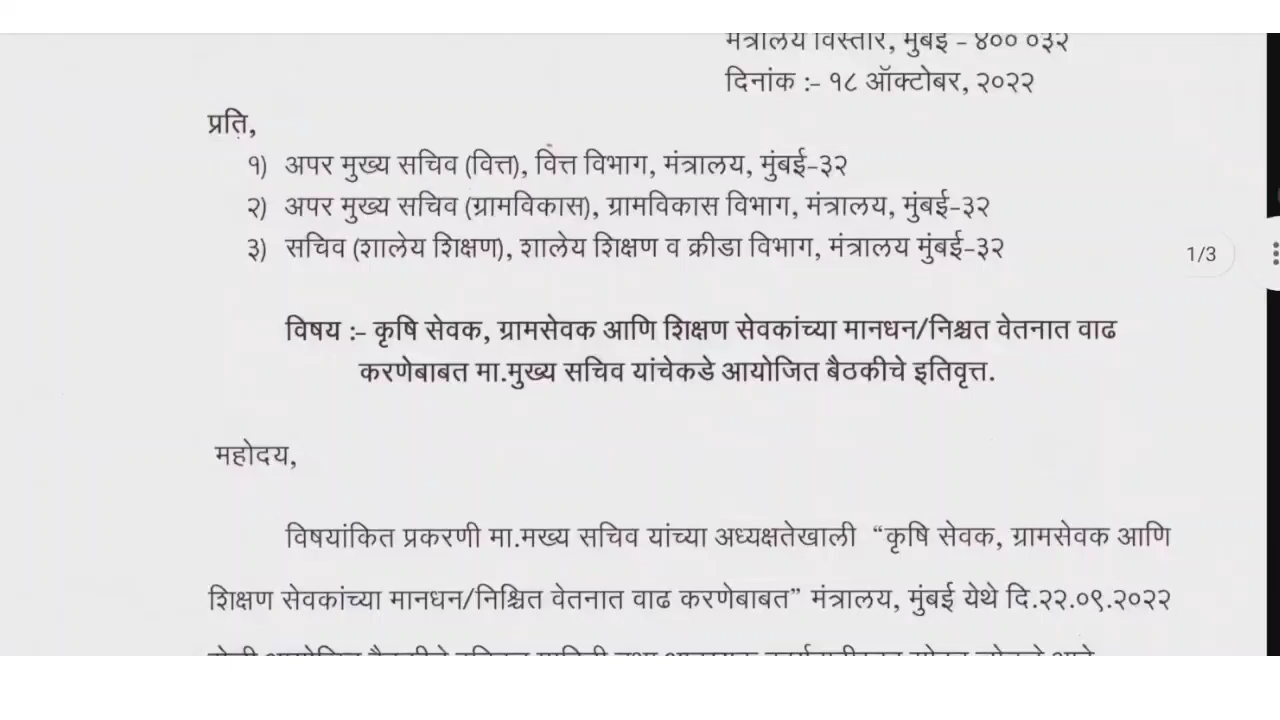 मंत्रालय विस्तार, मुंबई - ४०० ०३२
दिनांक :- १८ ऑक्टोबर, २०२२
प्रति,
१) अपर मुख्य सचिव (वित्त), वित्त विभाग, मंत्रालय, मुंबई-३२
२) अपर मुख्य सचिव (ग्रामविकास), ग्रामविकास विभाग, मंत्रालय, मुंबई-३२
३) सचिव (शालेय शिक्षण), शालेय शिक्षण व क्रीडा विभाग, मंत्रालय मुंबई-३२
1/3
विषय :- कृषि सेवक, ग्रामसेवक आणि शिक्षण सेवकांच्या मानधन/निश्चत वेतनात वाढ
करणेबाबत मा.मुख्य सचिव यांचेकडे आयोजित बैठकीचे इतिवृत्त.
महोदय,
विषयांकित प्रकरणी मा.मख्य सचिव यांच्या अध्यक्षतेखाली “कृषि सेवक, ग्रामसेवक आणि
शिक्षण सेवकांच्या मानधन/निश्चित वेतनात वाढ करणेबाबत” मंत्रालय, मुंबई येथे दि.२२.०९.२०२२